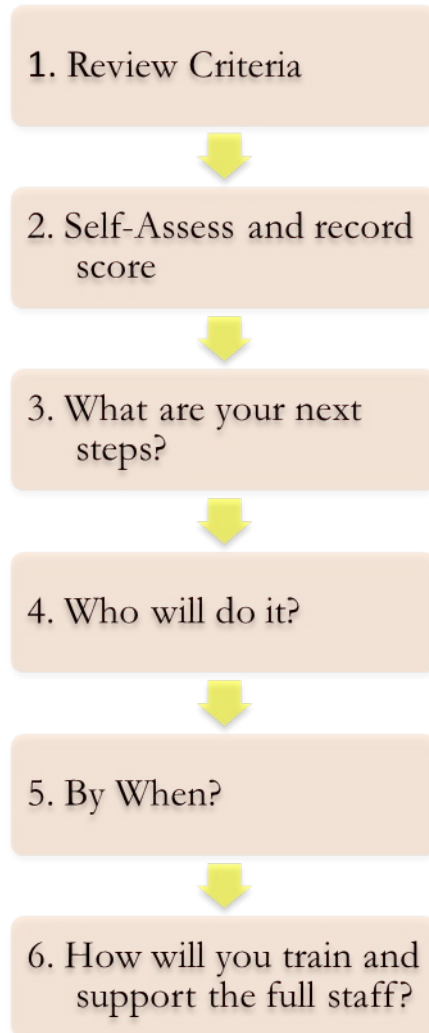 1. Review Criteria
2. Self-Assess and record
score
3. What are your next
steps?
4. Who will do it?
5. By When?
6. How will you train and
support the full staff?